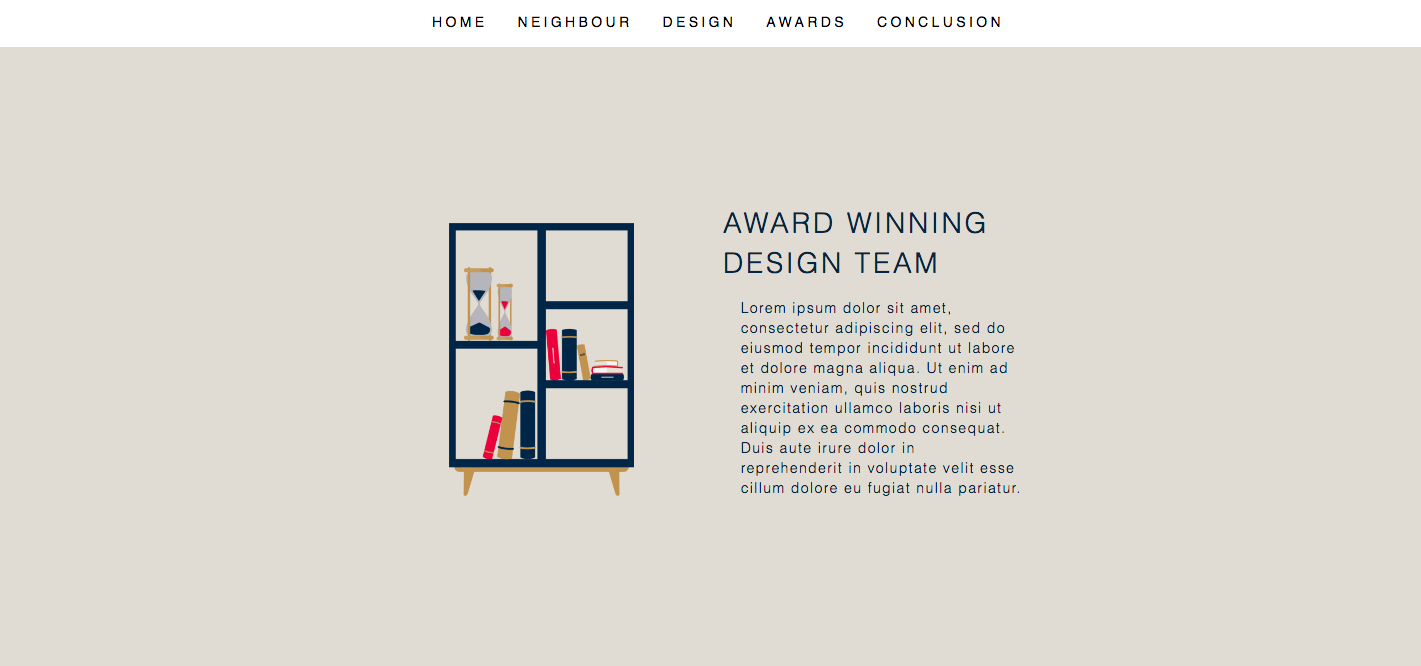 HOME NEIGHBOUR DESIGN AWARDS CONCLUSION
AWARD WINNING
DESIGN TEAM
Lorem ipsum dolor sit amet,
consectetur adipiscing elit, sed do
eiusmod tempor incididunt ut labore
et dolore magna aliqua. Ut enim ad
minim veniam, quis nostrud
exercitation ullamco laboris nisi ut
aliquip ex ea commodo consequat.
Duis aute irure dolor in
reprehenderit in voluptate velit esse
cillum dolore eu fugiat nulla pariatur.